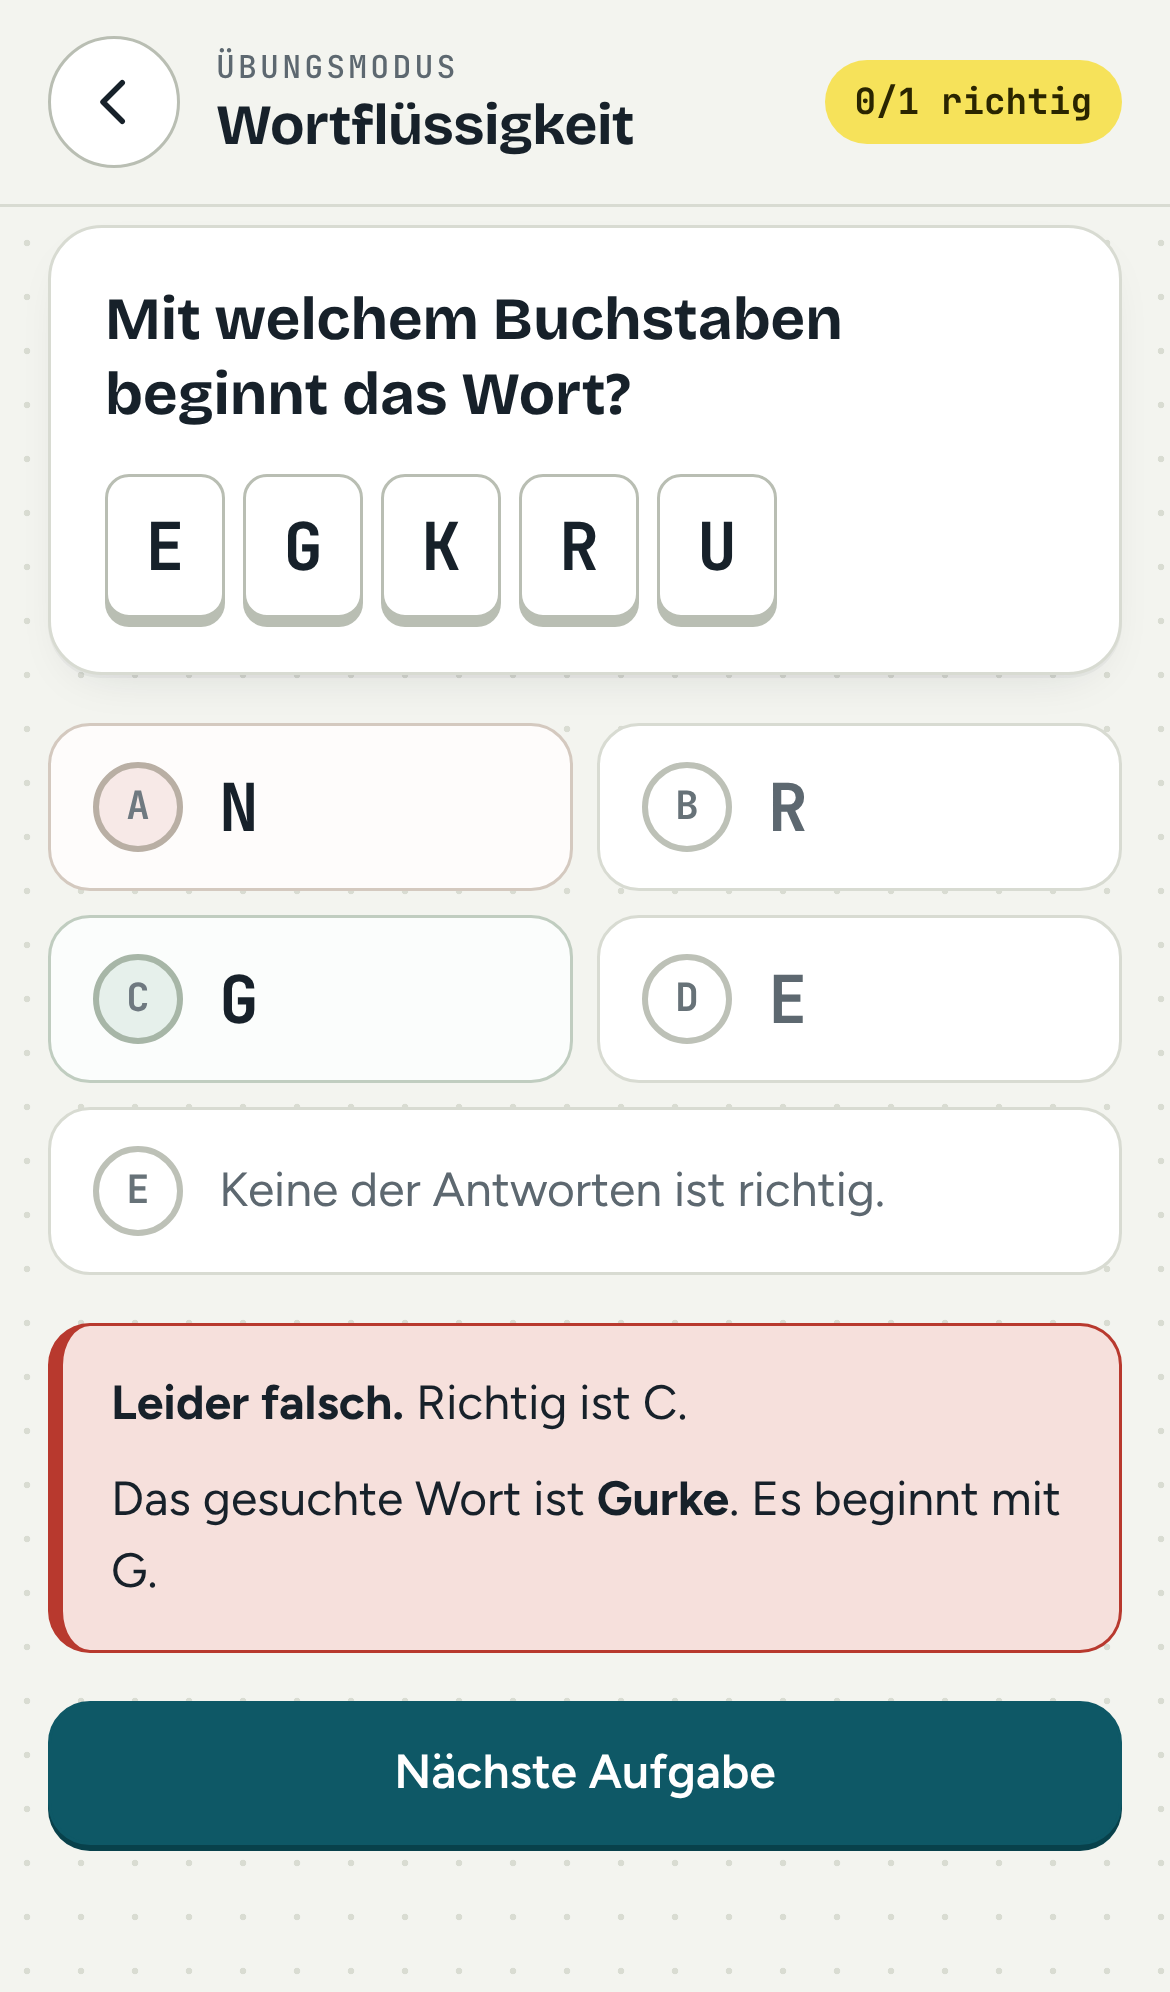 ÜBUNGSMODUS
Wortflüssigkeit
0/1 richtig
Mit welchem Buchstaben
beginnt das Wort?
E G K R U
A N
B R
C G
D E
E Keine der Antworten ist richtig.
Leider falsch. Richtig ist C.
Das gesuchte Wort ist Gurke. Es beginnt mit
G.
Nächste Aufgabe